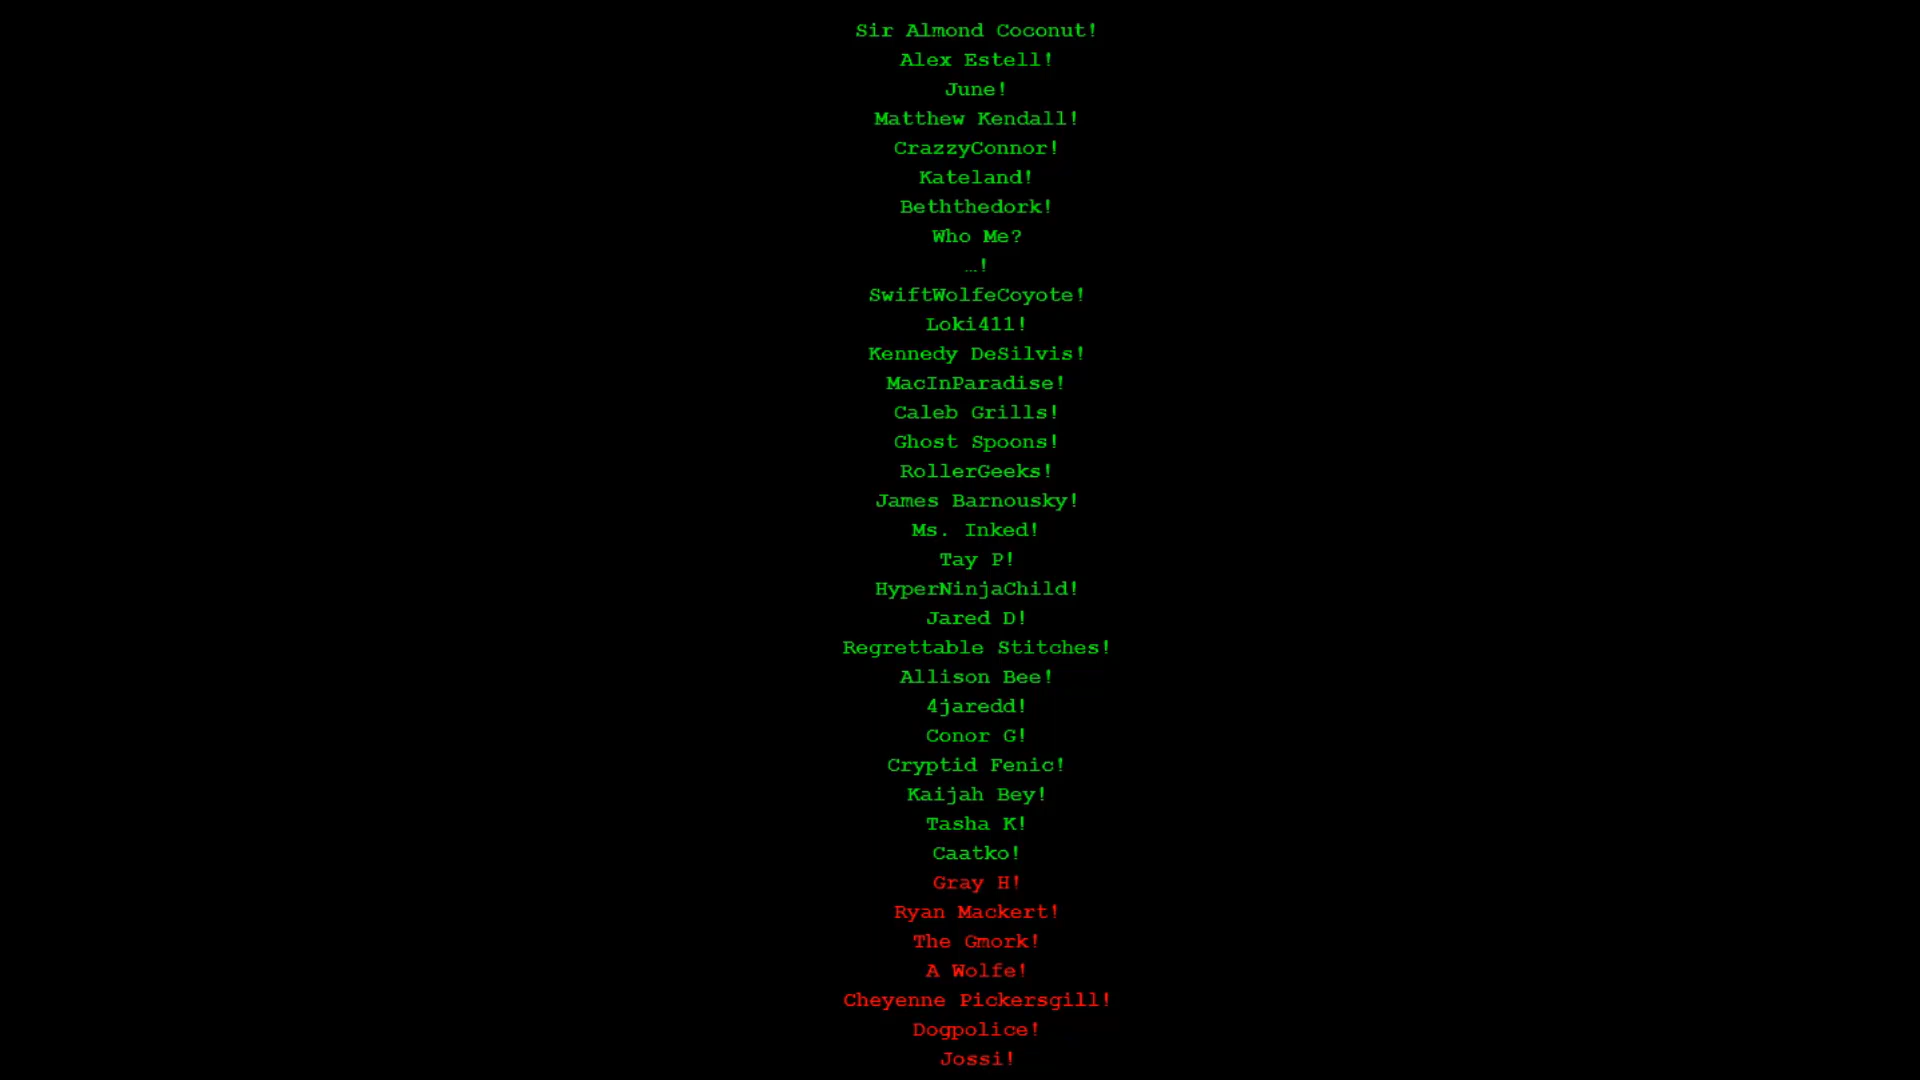 Sir Almond Coconut!
Alex Estell!
June!
Matthew Kendall!
CrazzyConnor!
Kateland!
Beththedork!
Who Me?
…!
SwiftWolfeCoyote!
Loki411!
Kennedy DeSilvis!
MacInParadise!
Caleb Grills!
Ghost Spoons!
RollerGeeks!
James Barnousky!
Ms. Inked!
Tay P!
HyperNinjaChild!
Jared D!
Regrettable Stitches!
Allison Bee!
4jaredd!
Conor G!
Cryptid Fenic!
Kaijah Bey!
Tasha K!
Caatko!
Gray H!
Ryan Mackert!
The Gmork!
A Wolfe!
Cheyenne Pickersgill!
Dogpolice!
Jossi!